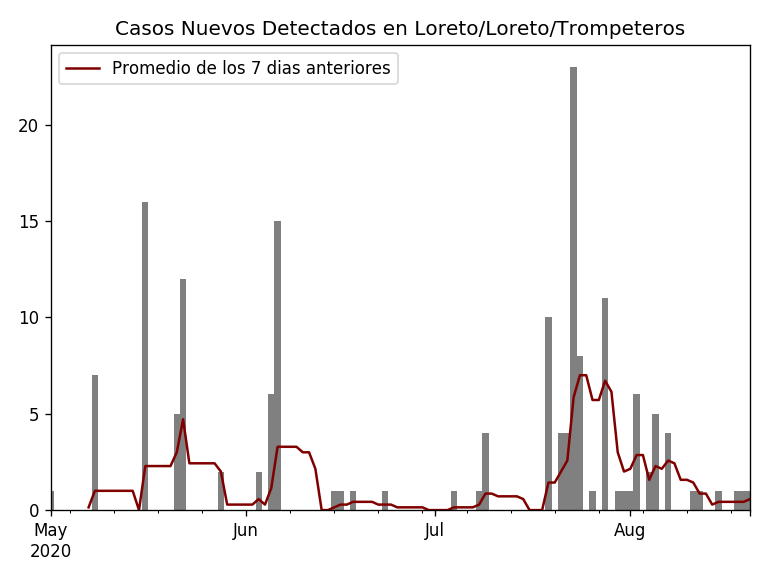 Casos Nuevos Detectados en Loreto/Loreto/Trompeteros
Promedio de los 7 dias anteriores
20
15
10
5
0
May Jun Jul Aug
2020